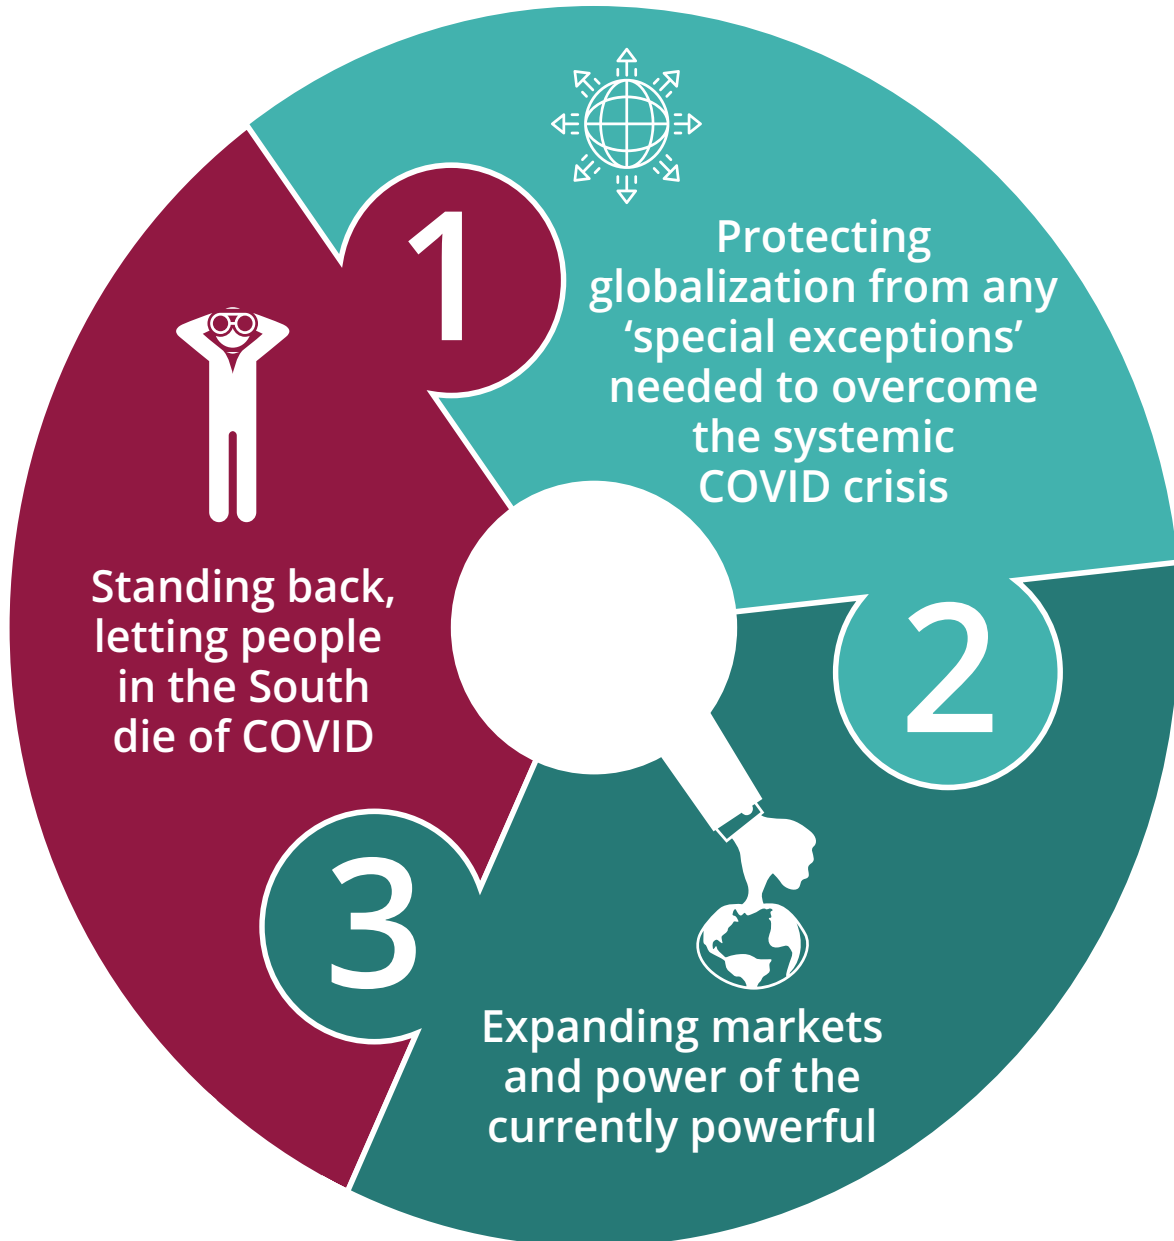 1
Standing back,
letting people
in the South
die of COVID
2
Protecting
globalization from any
‘special exceptions’
needed to overcome
the systemic
COVID crisis
3
Expanding markets
and power of the
currently powerful